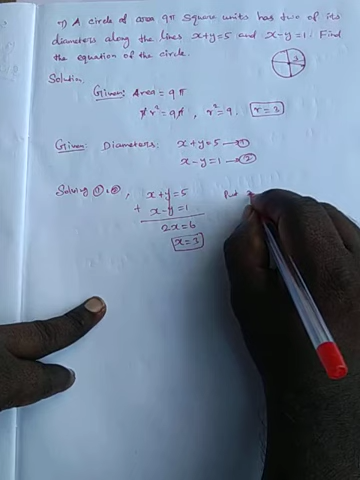 7) A circle of area 9π square units has two of its
diameters along the lines x+y=5 and x-y=1. Find
the equation of the circle.
3
Solution
Given: Area = 9π
πr²=9π, r²=9. r=3
Given: Diameters: x+y=5 → ①
x-y=1 → ②
Solving ① & ②, x+y=5 Put
+ x-y=1
2x=6
x=3